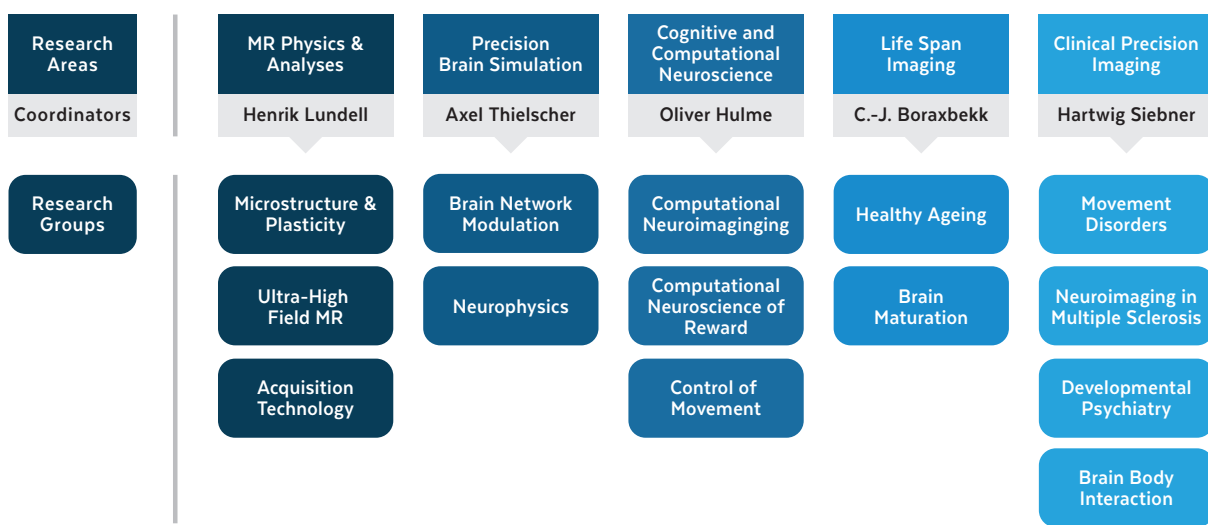 Research
Areas
Coordinators
MR Physics &
Analyses
Henrik Lundell
Precision
Brain Simulation
Axel Thielscher
Cognitive and
Computational
Neuroscience
Oliver Hulme
Life Span
Imaging
C.-J. Boraxbekk
Clinical Precision
Imaging
Hartwig Siebner
Research
Groups
Microstructure &
Plasticity
Ultra-High
Field MR
Acquisition
Technology
Brain Network
Modulation
Neurophysics
Computational
Neuroimaginging
Computational
Neuroscience of
Reward
Control of
Movement
Healthy Ageing
Brain
Maturation
Movement
Disorders
Neuroimaging in
Multiple Sclerosis
Developmental
Psychiatry
Brain Body
Interaction